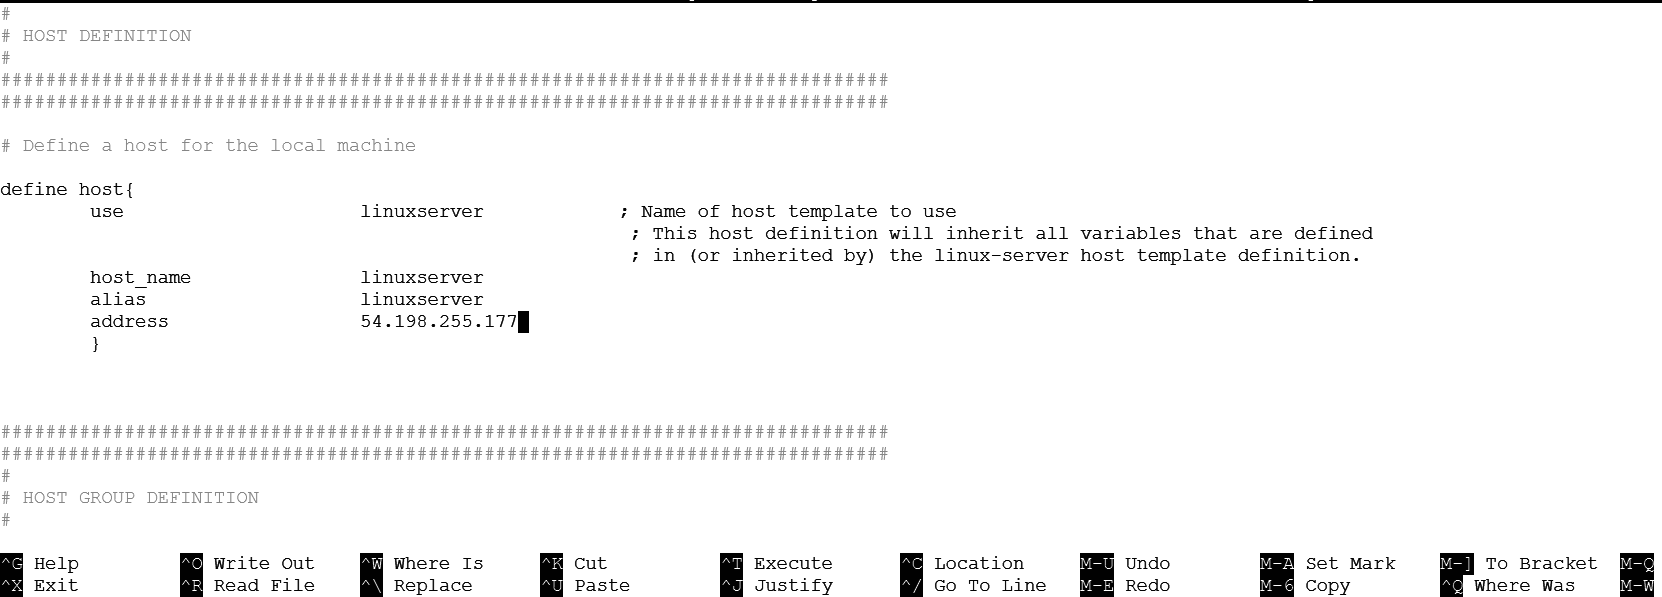 #
# HOST DEFINITION
#
###############################################################################
###############################################################################
# Define a host for the local machine
define host{
use linuxserver ; Name of host template to use
; This host definition will inherit all variables that are defined
; in (or inherited by) the linux-server host template definition.
host_name linuxserver
alias linuxserver
address 54.198.255.177
}
###############################################################################
###############################################################################
#
# HOST GROUP DEFINITION
#
^G Help ^O Write Out ^W Where Is ^K Cut ^T Execute ^C Location M-U Undo M-A Set Mark M-] To Bracket M-Q
^X Exit ^R Read File ^\ Replace ^U Paste ^J Justify ^/ Go To Line M-E Redo M-6 Copy ^Q Where Was M-W